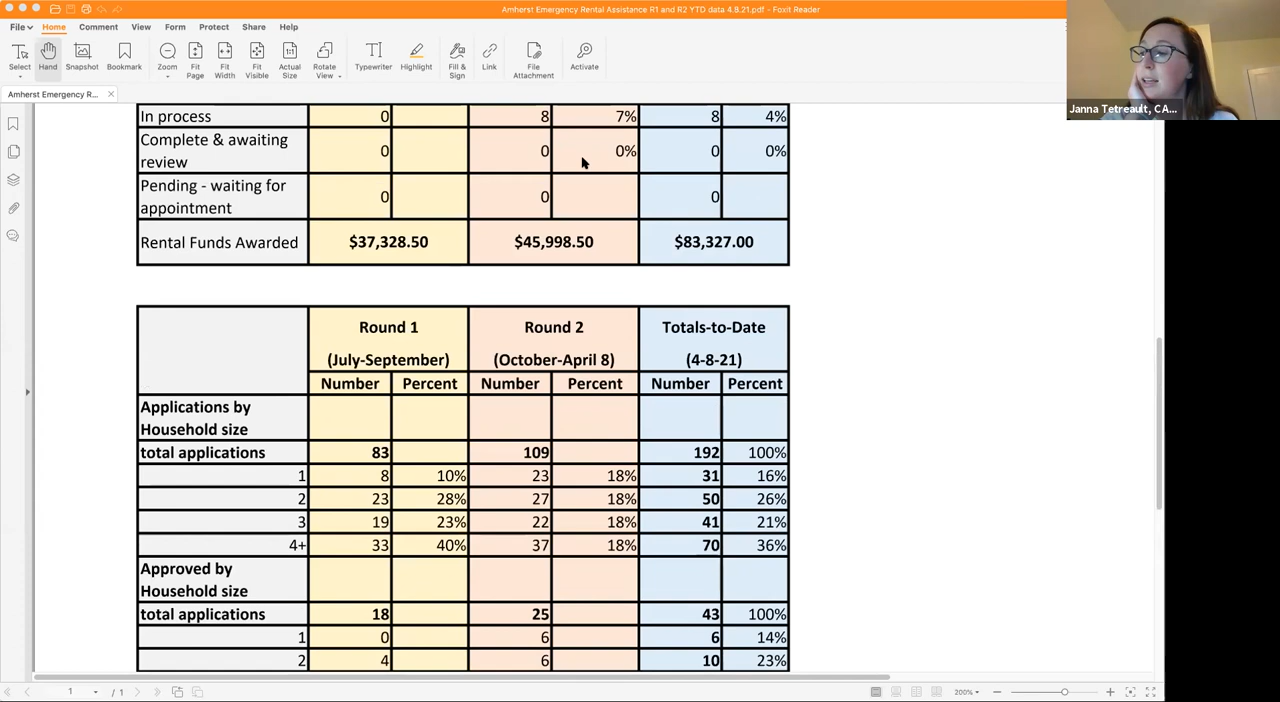 Amherst Emergency Rental Assistance R1 and R2 YTD data 4.8.21.pdf - Foxit Reader
File Home Comment View Form Protect Share Help
Select Hand Snapshot Bookmark Zoom Fit Page Fit Width Fit Visible Actual Size Rotate View Typewriter Highlight Fill & Sign Link File Attachment Activate
Janna Tetreault, CA...
Amherst Emergency R...
In process 0 8 7% 8 4%
Complete & awaiting
review 0 0 0% 0 0%
Pending - waiting for
appointment 0 0 0
Rental Funds Awarded $37,328.50 $45,998.50 $83,327.00
Round 1 Round 2 Totals-to-Date
(July-September) (October-April 8) (4-8-21)
Number Percent Number Percent Number Percent
Applications by
Household size
total applications 83 109 192 100%
1 8 10% 23 18% 31 16%
2 23 28% 27 18% 50 26%
3 19 23% 22 18% 41 21%
4+ 33 40% 37 18% 70 36%
Approved by
Household size
total applications 18 25 43 100%
1 0 6 6 14%
2 4 6 10 23%
1 / 1 200%